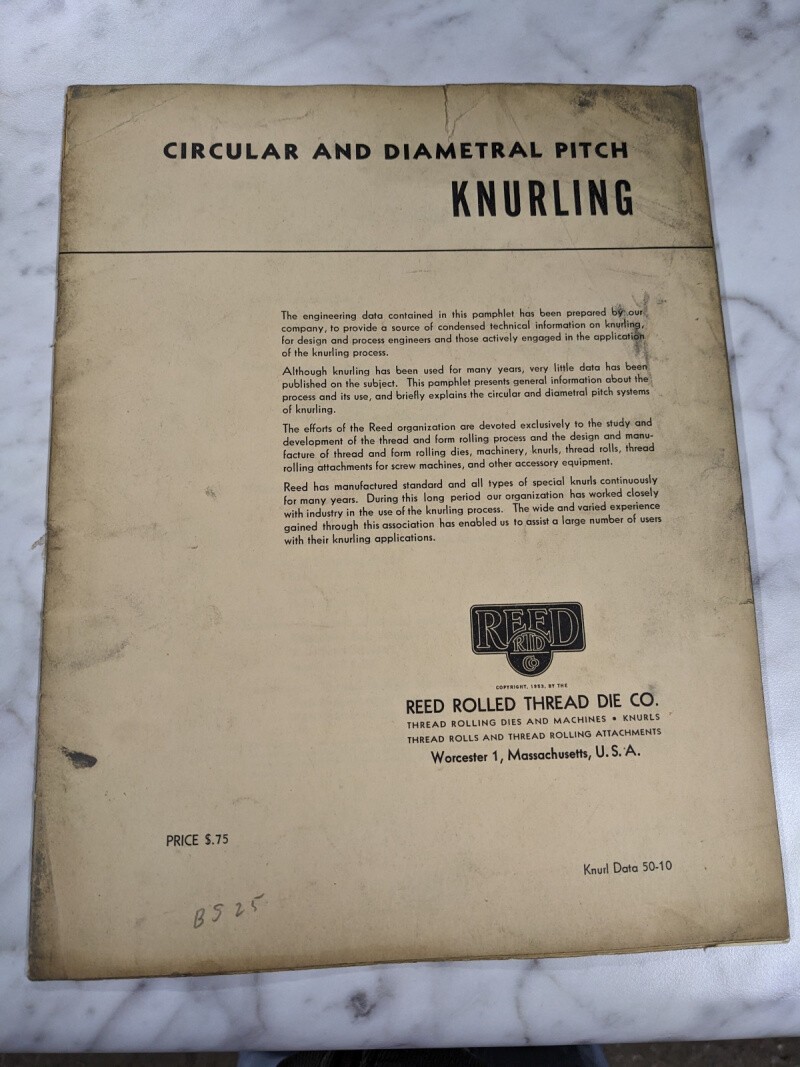 CIRCULAR AND DIAMETRAL PITCH
KNURLING
The engineering data contained in this pamphlet has been prepared by our
company, to provide a source of condensed technical information on knurling,
for design and process engineers and those actively engaged in the application
of the knurling process.
Although knurling has been used for many years, very little data has been
published on the subject. This pamphlet presents general information about the
process and its use, and briefly explains the circular and diametral pitch systems
of knurling.
The efforts of the Reed organization are devoted exclusively to the study and
development of the thread and form rolling process and the design and manu-
facture of thread and form rolling dies, machinery, knurls, thread rolls, thread
rolling attachments for screw machines, and other accessory equipment.
Reed has manufactured standard and all types of special knurls continuously
for many years. During this long period our organization has worked closely
with industry in the use of the knurling process. The wide and varied experience
gained through this association has enabled us to assist a large number of users
with their knurling applications.
REED
RTD
CO
COPYRIGHT, 1953, BY THE
REED ROLLED THREAD DIE CO.
THREAD ROLLING DIES AND MACHINES • KNURLS
THREAD ROLLS AND THREAD ROLLING ATTACHMENTS
Worcester 1, Massachusetts, U. S. A.
PRICE $.75
Knurl Data 50-10
BS 25